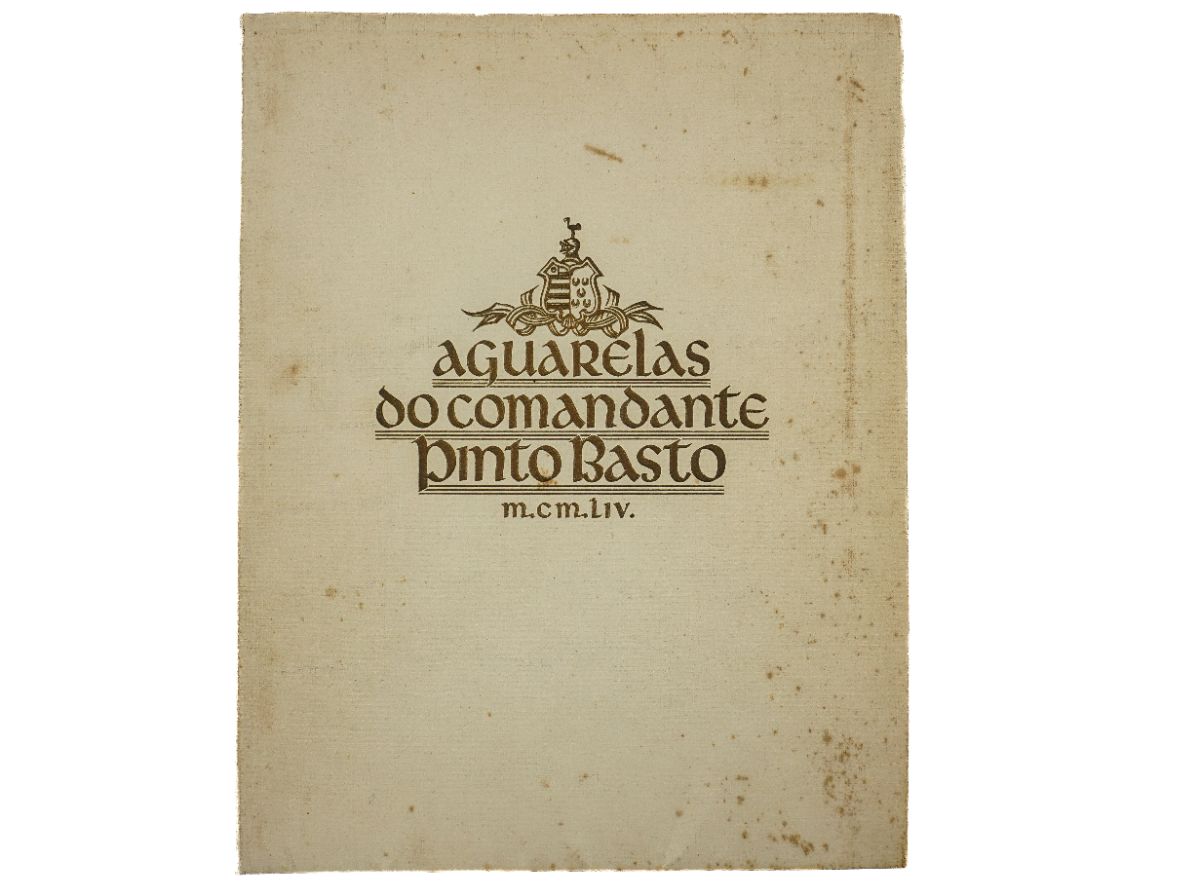 AGUARELAS
DO COMANDANTE
PINTO BASTO
M.CM.LIV.